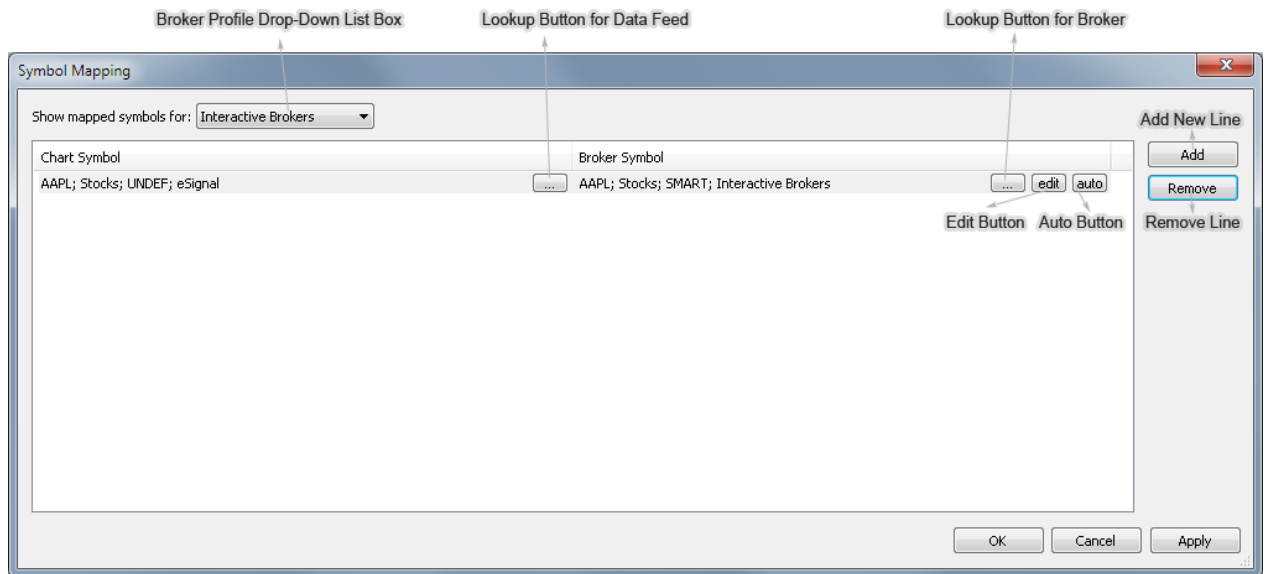 Broker Profile Drop-Down List Box Lookup Button for Data Feed Lookup Button for Broker
Symbol Mapping
Show mapped symbols for: Interactive Brokers
Add New Line
Chart Symbol Broker Symbol Add
AAPL; Stocks; UNDEF; eSignal ... AAPL; Stocks; SMART; Interactive Brokers ... edit auto Remove
Edit Button Auto Button Remove Line
OK Cancel Apply